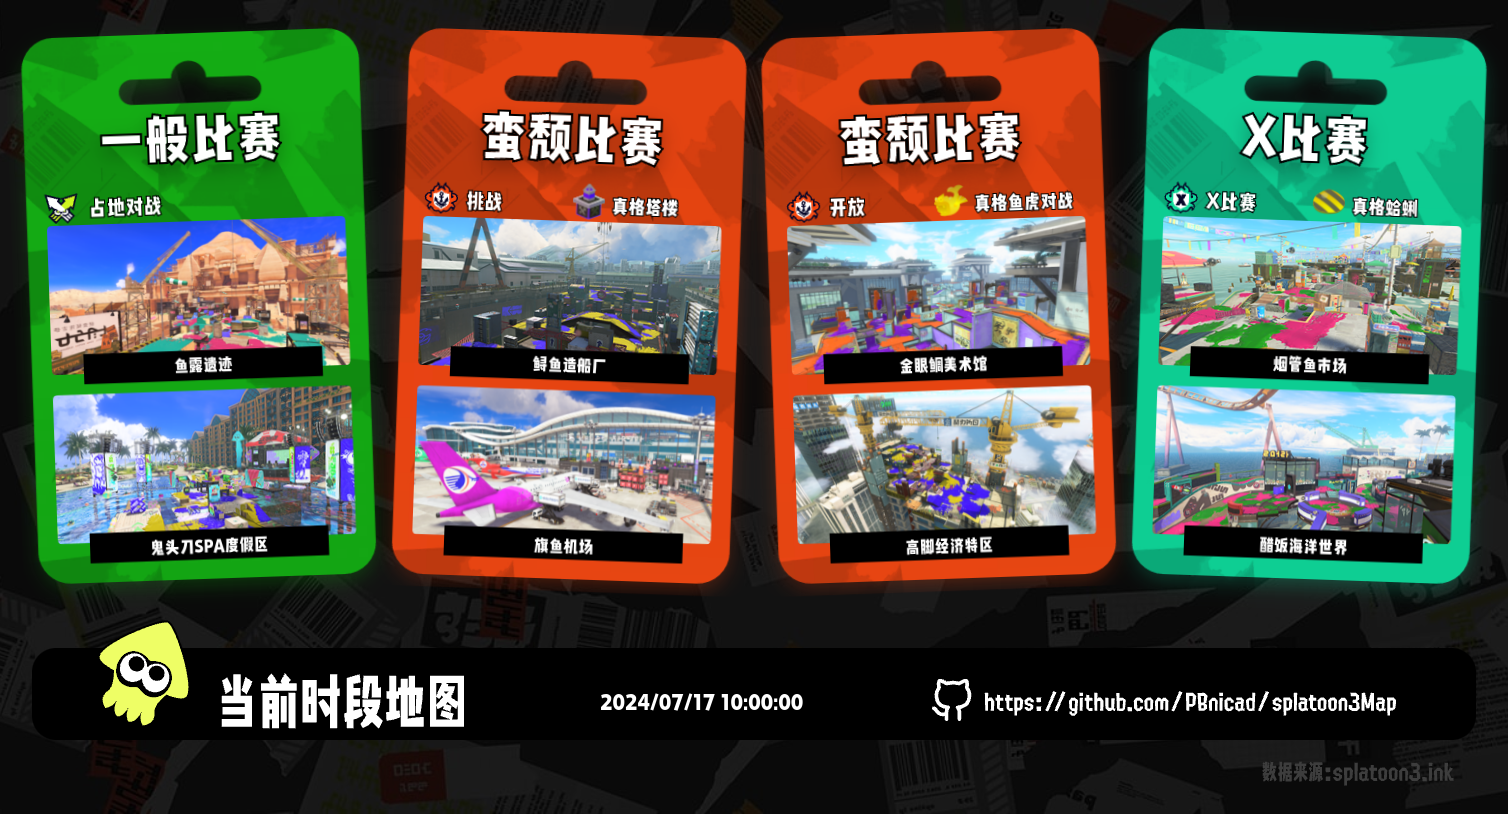 一般比赛
占地对战
鱼露遗迹
鬼头刀SPA度假区
蛮颓比赛
挑战
真格塔楼
鲟鱼造船厂
旗鱼机场
蛮颓比赛
开放
真格鱼虎对战
金眼鲷美术馆
高脚经济特区
X比赛
X比赛
真格蛤蜊
烟管鱼市场
醋饭海洋世界
当前时段地图
2024/07/17 10:00:00
https://github.com/PBnicad/splatoon3Map
数据来源:splatoon3.ink